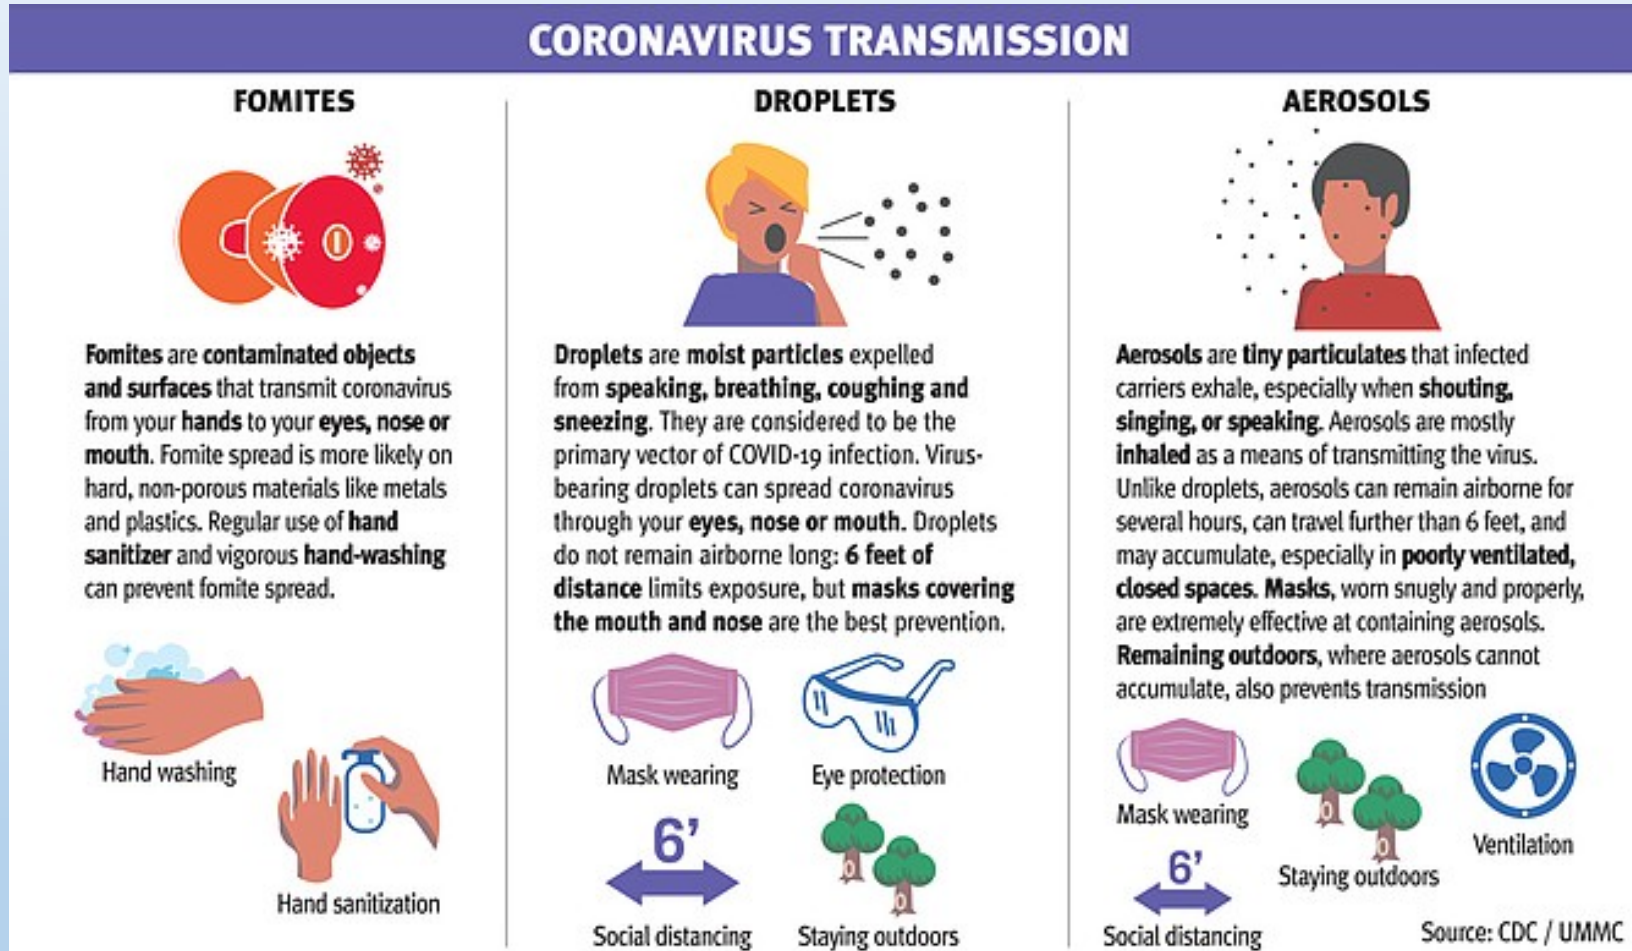 CORONAVIRUS TRANSMISSION
FOMITES
Fomites are contaminated objects
and surfaces that transmit coronavirus
from your hands to your eyes, nose or
mouth. Fomite spread is more likely on
hard, non-porous materials like metals
and plastics. Regular use of hand
sanitizer and vigorous hand-washing
can prevent fomite spread.
Hand washing
Hand sanitization
DROPLETS
Droplets are moist particles expelled
from speaking, breathing, coughing and
sneezing. They are considered to be the
primary vector of COVID-19 infection. Virus-
bearing droplets can spread coronavirus
through your eyes, nose or mouth. Droplets
do not remain airborne long: 6 feet of
distance limits exposure, but masks covering
the mouth and nose are the best prevention.
Mask wearing
Eye protection
6’
Social distancing
Staying outdoors
AEROSOLS
Aerosols are tiny particulates that infected
carriers exhale, especially when shouting,
singing, or speaking. Aerosols are mostly
inhaled as a means of transmitting the virus.
Unlike droplets, aerosols can remain airborne for
several hours, can travel further than 6 feet, and
may accumulate, especially in poorly ventilated,
closed spaces. Masks, worn snugly and properly,
are extremely effective at containing aerosols.
Remaining outdoors, where aerosols cannot
accumulate, also prevents transmission
Mask wearing
Staying outdoors
Ventilation
6’
Social distancing
Source: CDC / UMMC